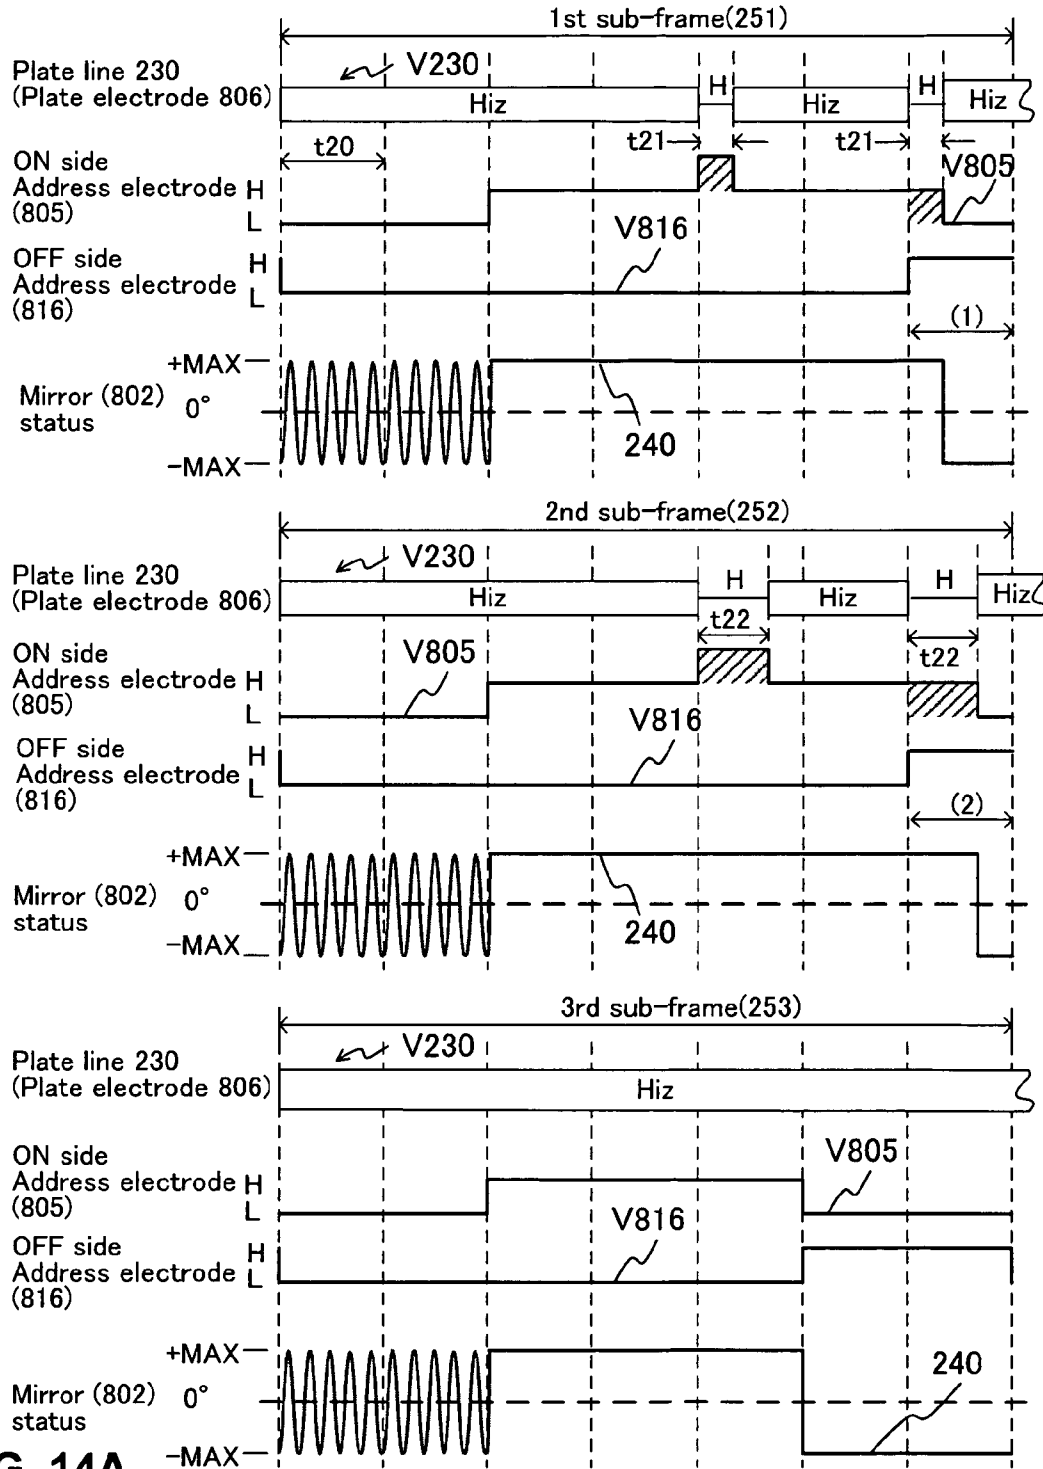 1st sub-frame(251)
Plate line 230
(Plate electrode 806)
V230
Hiz
H
Hiz
H
Hiz
t20
t21
t21
ON side
Address electrode
(805)
H
L
V805
OFF side
Address electrode
(816)
H
L
V816
(1)
Mirror (802)
status
+MAX
0°
-MAX
240
2nd sub-frame(252)
Plate line 230
(Plate electrode 806)
V230
Hiz
H
Hiz
H
Hiz
t22
t22
ON side
Address electrode
(805)
H
L
V805
OFF side
Address electrode
(816)
H
L
V816
(2)
Mirror (802)
status
+MAX
0°
-MAX
240
3rd sub-frame(253)
Plate line 230
(Plate electrode 806)
V230
Hiz
ON side
Address electrode
(805)
H
L
V805
OFF side
Address electrode
(816)
H
L
V816
Mirror (802)
status
+MAX
0°
-MAX
240
G. 14A